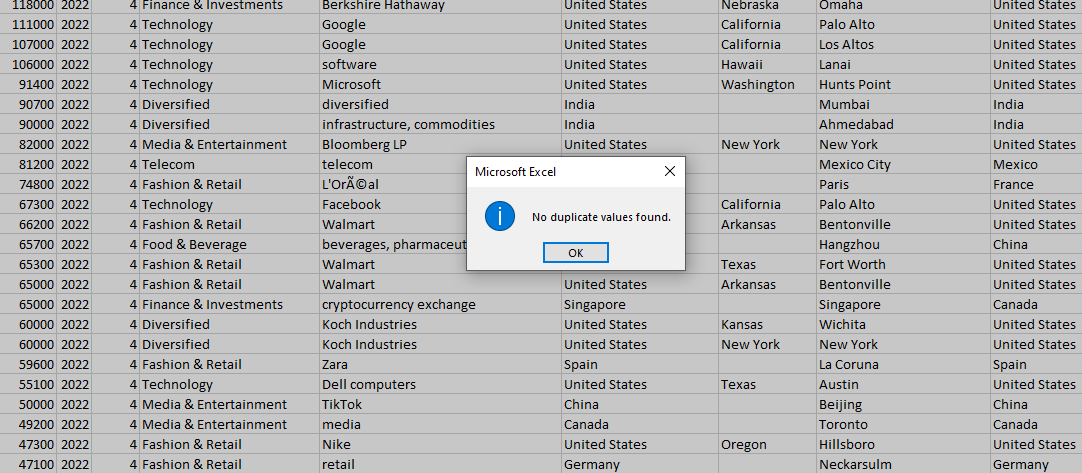 118000 2022 4 Finance & Investments Berkshire Hathaway United States Nebraska Omaha United States
111000 2022 4 Technology Google United States California Palo Alto United States
107000 2022 4 Technology Google United States California Los Altos United States
106000 2022 4 Technology software United States Hawaii Lanai United States
91400 2022 4 Technology Microsoft United States Washington Hunts Point United States
90700 2022 4 Diversified diversified India Mumbai India
90000 2022 4 Diversified infrastructure, commodities India Ahmedabad India
82000 2022 4 Media & Entertainment Bloomberg LP United States New York New York United States
81200 2022 4 Telecom telecom Mexico City Mexico
Microsoft Excel
74800 2022 4 Fashion & Retail L'OrÃ©al Paris France
67300 2022 4 Technology Facebook California Palo Alto United States
No duplicate values found.
66200 2022 4 Fashion & Retail Walmart Arkansas Bentonville United States
65700 2022 4 Food & Beverage beverages, pharmaceut Hangzhou China
OK
65300 2022 4 Fashion & Retail Walmart Texas Fort Worth United States
65000 2022 4 Fashion & Retail Walmart United States Arkansas Bentonville United States
65000 2022 4 Finance & Investments cryptocurrency exchange Singapore Singapore Canada
60000 2022 4 Diversified Koch Industries United States Kansas Wichita United States
60000 2022 4 Diversified Koch Industries United States New York New York United States
59600 2022 4 Fashion & Retail Zara Spain La Coruna Spain
55100 2022 4 Technology Dell computers United States Texas Austin United States
50000 2022 4 Media & Entertainment TikTok China Beijing China
49200 2022 4 Media & Entertainment media Canada Toronto Canada
47300 2022 4 Fashion & Retail Nike United States Oregon Hillsboro United States
47100 2022 4 Fashion & Retail retail Germany Neckarsulm Germany